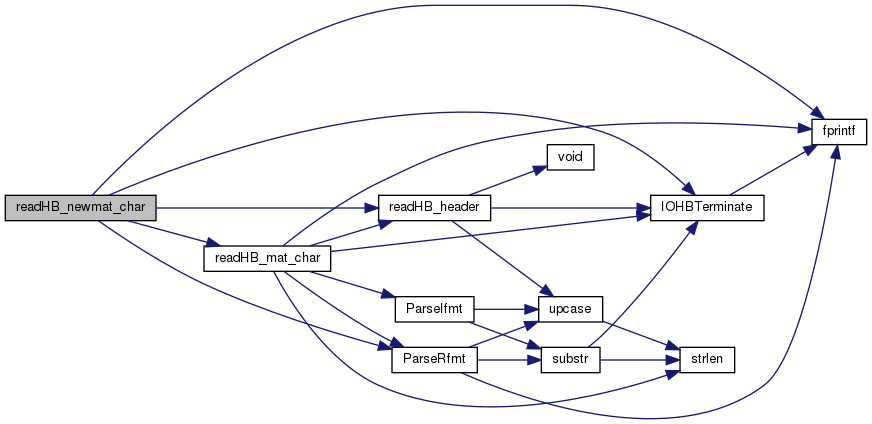 fprintf
void
readHB_newmat_char
readHB_header
IOHBTerminate
readHB_mat_char
ParseIfmt
upcase
ParseRfmt
substr
strlen